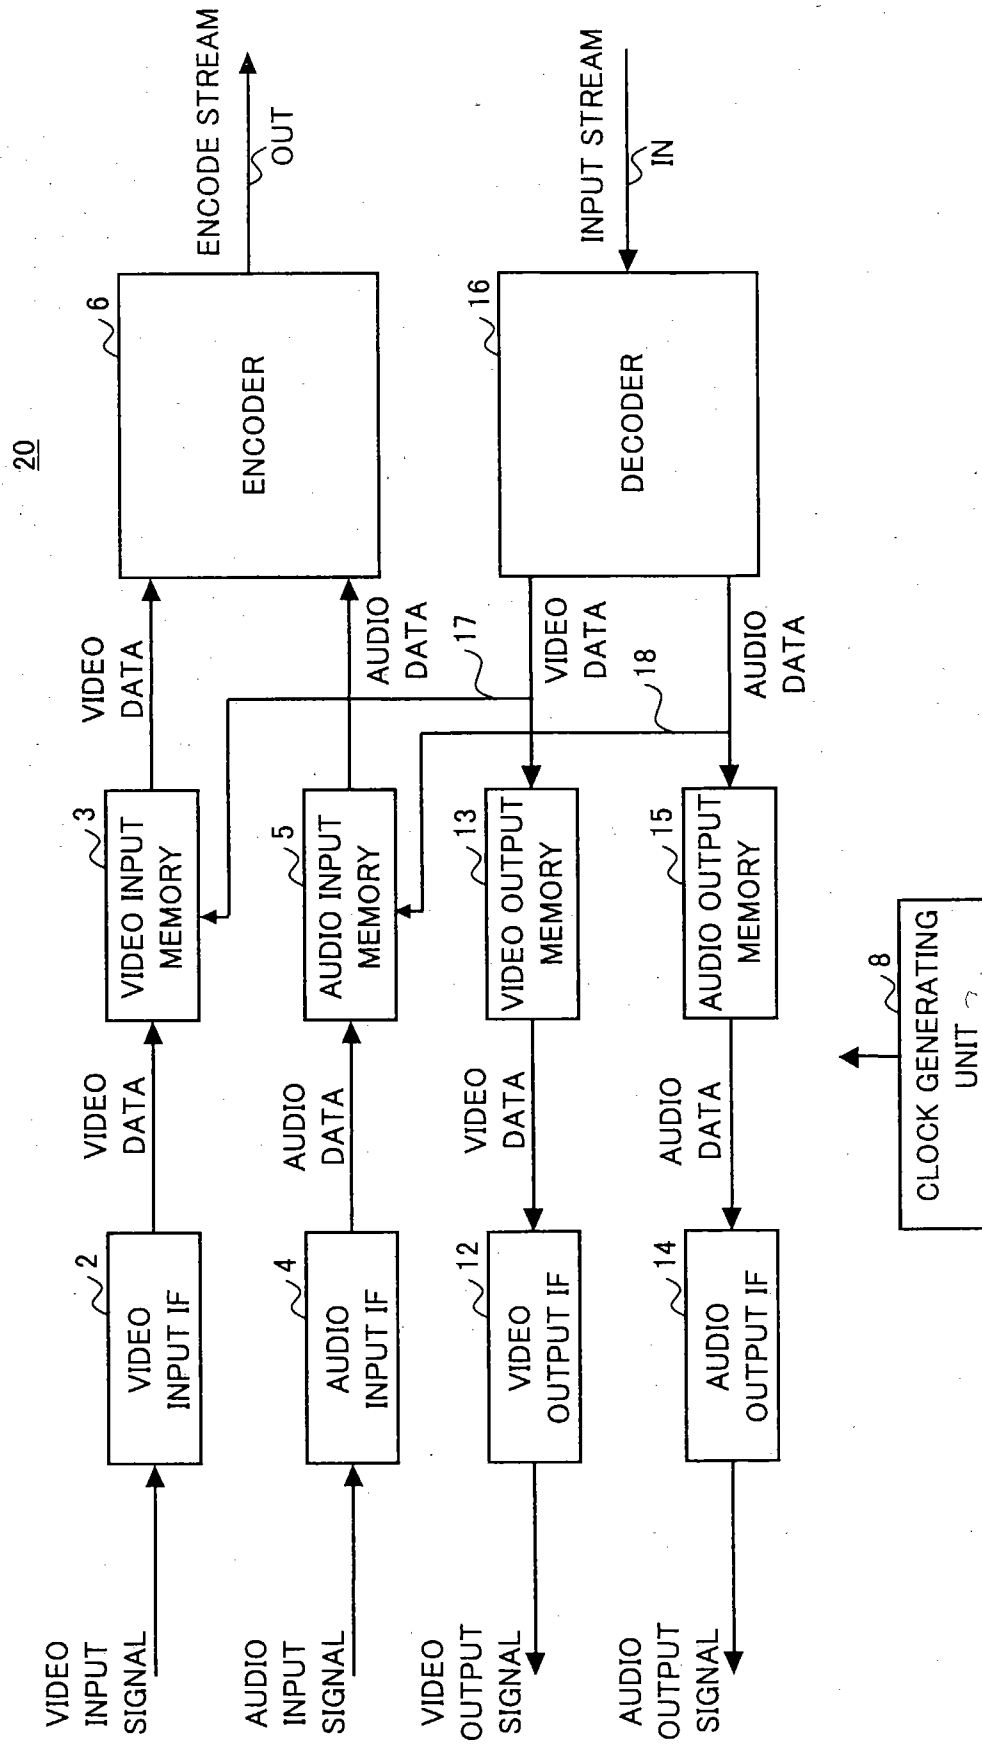 20
VIDEO
INPUT
SIGNAL
2
VIDEO
INPUT IF
VIDEO
DATA
3
VIDEO INPUT
MEMORY
VIDEO
DATA
6
ENCODER
ENCODE STREAM
OUT
AUDIO
INPUT
SIGNAL
4
AUDIO
INPUT IF
AUDIO
DATA
5
AUDIO INPUT
MEMORY
AUDIO
DATA
17
VIDEO
OUTPUT
SIGNAL
12
VIDEO
OUTPUT IF
VIDEO
DATA
13
VIDEO OUTPUT
MEMORY
VIDEO
DATA
16
DECODER
INPUT STREAM
IN
18
AUDIO
OUTPUT
SIGNAL
14
AUDIO
OUTPUT IF
AUDIO
DATA
15
AUDIO OUTPUT
MEMORY
AUDIO
DATA
8
CLOCK GENERATING
UNIT